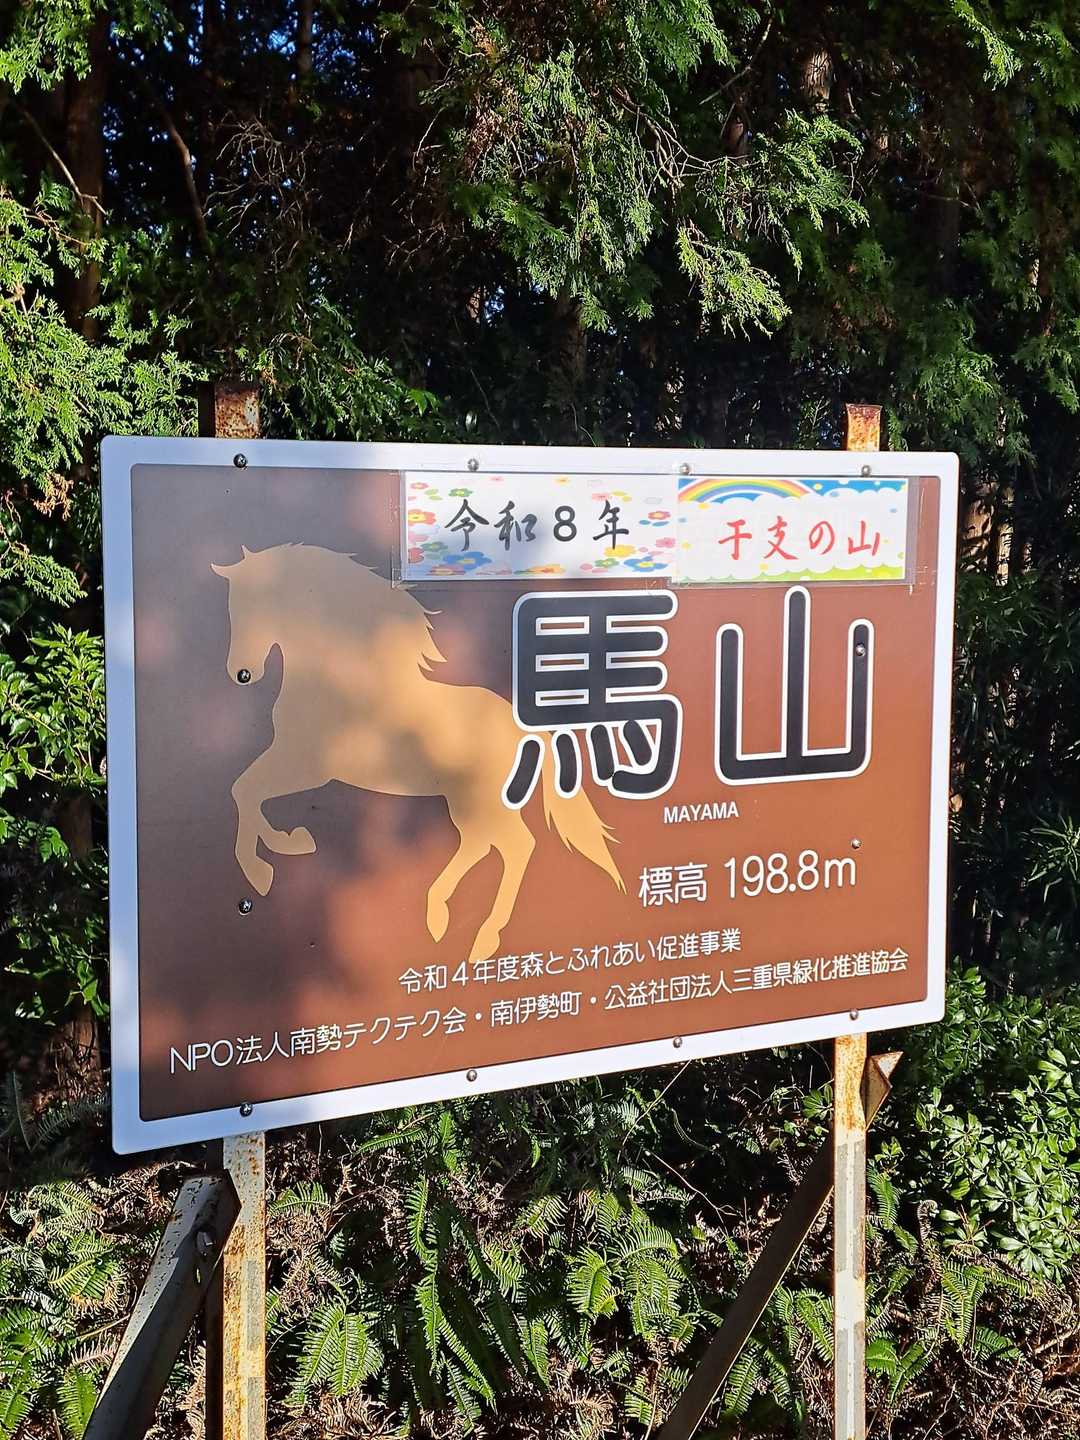 令和8年
干支の山
馬山
MAYAMA
標高 198.8m
令和4年度森とふれあい促進事業
NPO法人南勢テクテク会・南伊勢町・公益社団法人三重県緑化推進協会